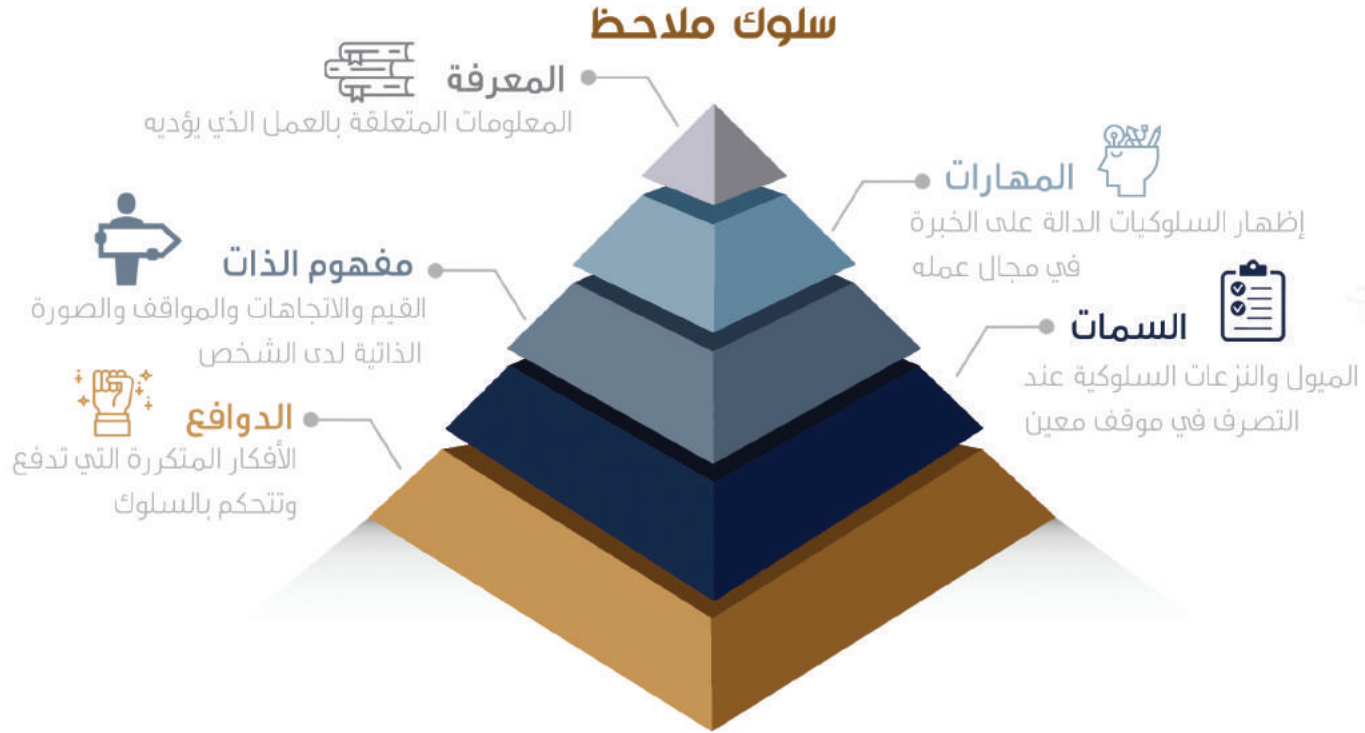 سلوك ملاحظ
المعرفة
المعلومات المتعلقة بالعمل الذي يؤديه
المهارات
إظهار السلوكيات الدالة على الخبرة
في مجال عمله
مفهوم الذات
القيم والاتجاهات والمواقف والصورة
الذاتية لدى الشخص
السمات
الميول والنزعات السلوكية عند
التصرف في موقف معين
الدوافع
الأفكار المتكررة التي تدفع
وتتحكم بالسلوك